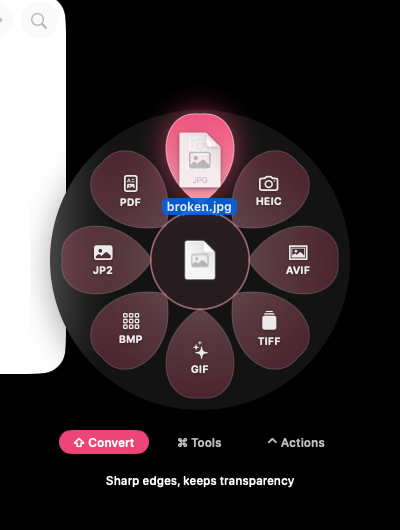 JPG
broken.jpg
PDF
HEIC
JP2
AVIF
BMP
TIFF
GIF
⇧ Convert
⌘ Tools
⌃ Actions
Sharp edges, keeps transparency